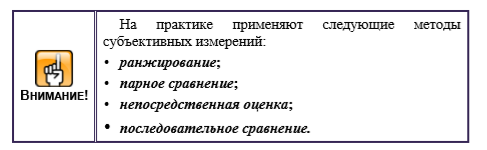 На практике применяют следующие методы
субъективных измерений:
• ранжирование;
• парное сравнение;
• непосредственная оценка;
• последовательное сравнение.
ВНИМАНИЕ!